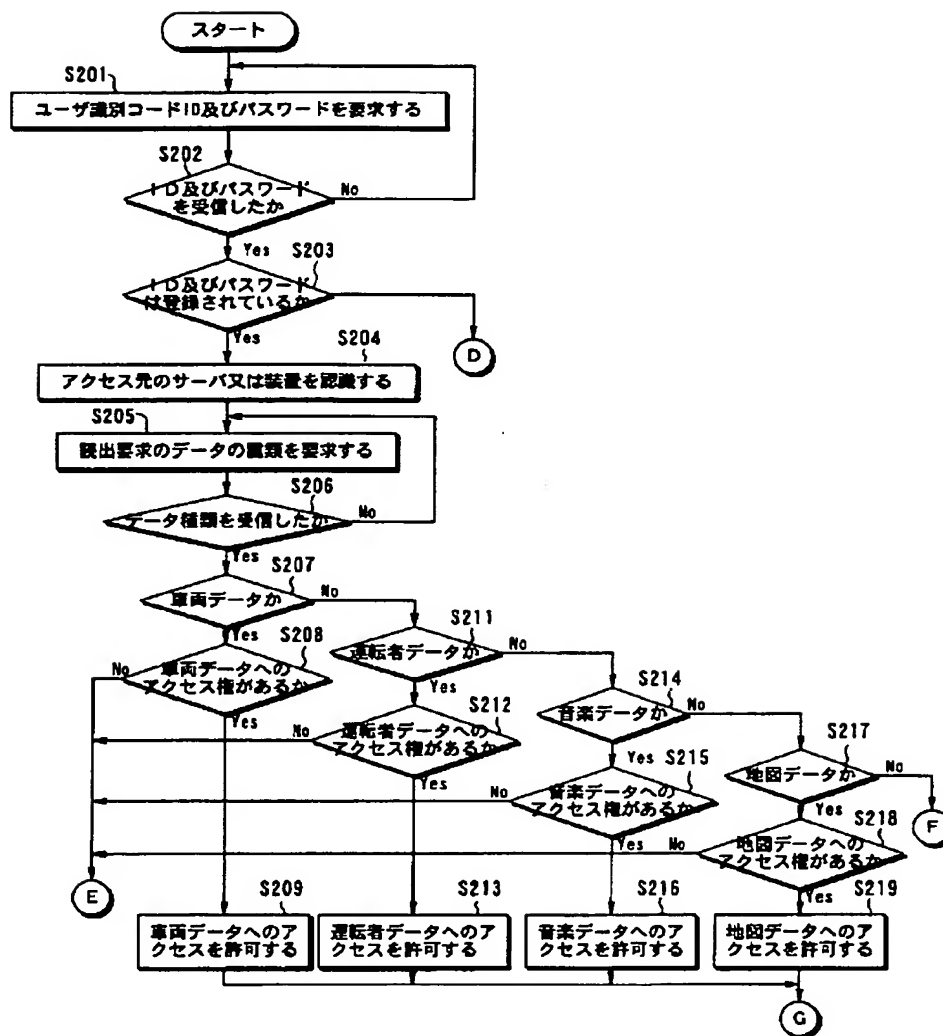 スタート
S201
ユーザ識別コードID及びパスワードを要求する
S202
ID及びパスワード
を受信したか
No
Yes
S203
ID及びパスワード
は登録されているか
Yes
D
S204
アクセス元のサーバ又は装置を認識する
S205
読出要求のデータの種類を要求する
S206
データ種類を受信したか
No
Yes
S207
車両データか
No
Yes
S208
車両データへの
アクセス権があるか
No
Yes
S211
運転者データか
No
Yes
S212
運転者データへの
アクセス権があるか
No
Yes
S214
音楽データか
No
Yes
S215
音楽データへの
アクセス権があるか
No
Yes
S217
地図データか
No
Yes
F
S218
地図データへの
アクセス権があるか
No
Yes
E
S209
車両データへのア
クセスを許可する
S213
運転者データへのア
クセスを許可する
S216
音楽データへのア
クセスを許可する
S219
地図データへのア
クセスを許可する
G